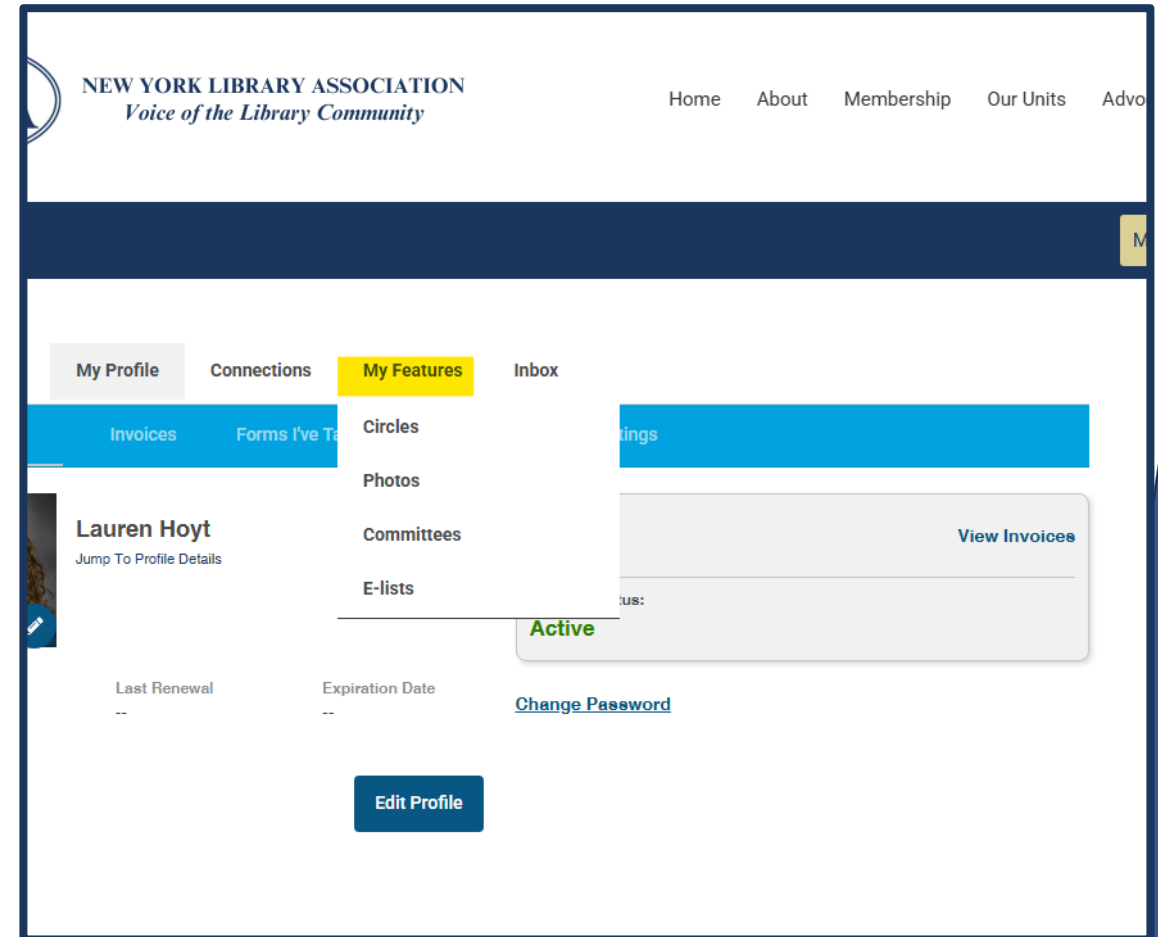 NEW YORK LIBRARY ASSOCIATION
Voice of the Library Community
Home About Membership Our Units
My Profile Connections My Features Inbox
Invoices Forms I've
Circles
Photos
Committees
E-lists
Lauren Hoyt
Jump To Profile Details
View Invoices
Active
Last Renewal Expiration Date
-- --
Change Password
Edit Profile